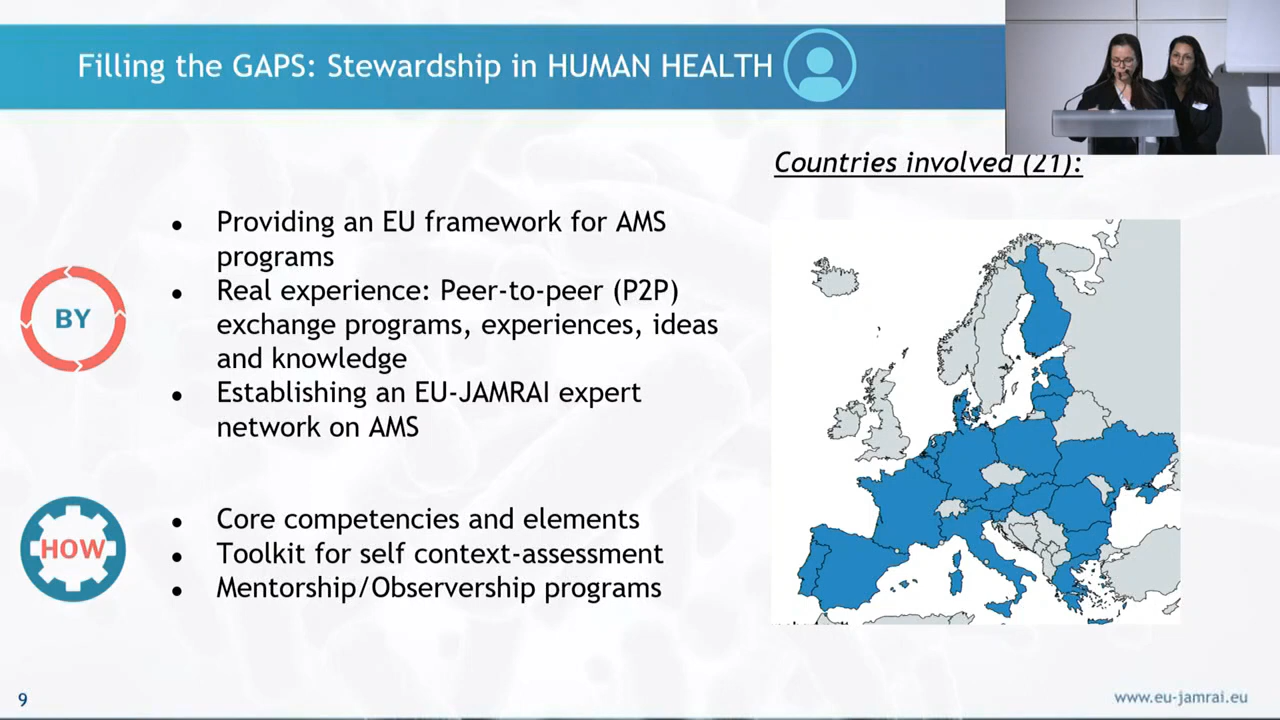 Filling the GAPS: Stewardship in HUMAN HEALTH
Countries involved (21):
BY
● Providing an EU framework for AMS
programs
● Real experience: Peer-to-peer (P2P)
exchange programs, experiences, ideas
and knowledge
● Establishing an EU-JAMRAI expert
network on AMS
HOW
● Core competencies and elements
● Toolkit for self context-assessment
● Mentorship/Observership programs
9
www.eu-jamrai.eu